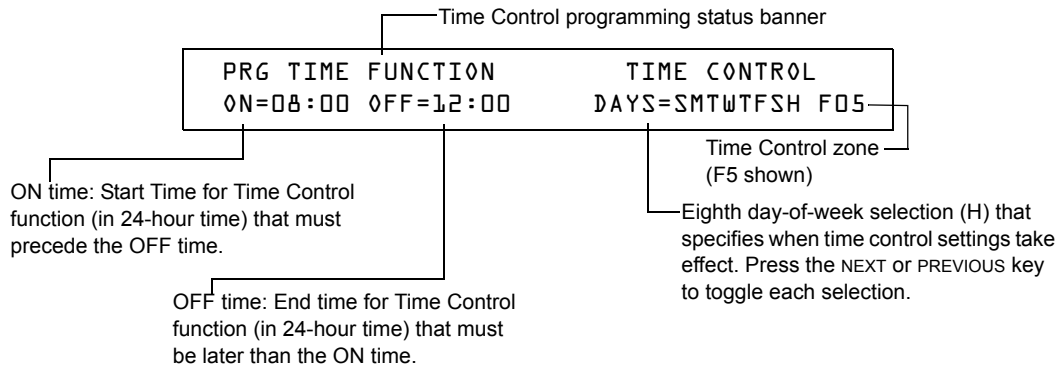 Time Control programming status banner
PRG TIME FUNCTION TIME CONTROL
ON=08:00 OFF=12:00 DAYS=SMTWTFSH F05
Time Control zone
(F5 shown)
ON time: Start Time for Time Control
function (in 24-hour time) that must
precede the OFF time.
Eighth day-of-week selection (H) that
specifies when time control settings take
effect. Press the NEXT or PREVIOUS key
to toggle each selection.
OFF time: End time for Time Control
function (in 24-hour time) that must
be later than the ON time.